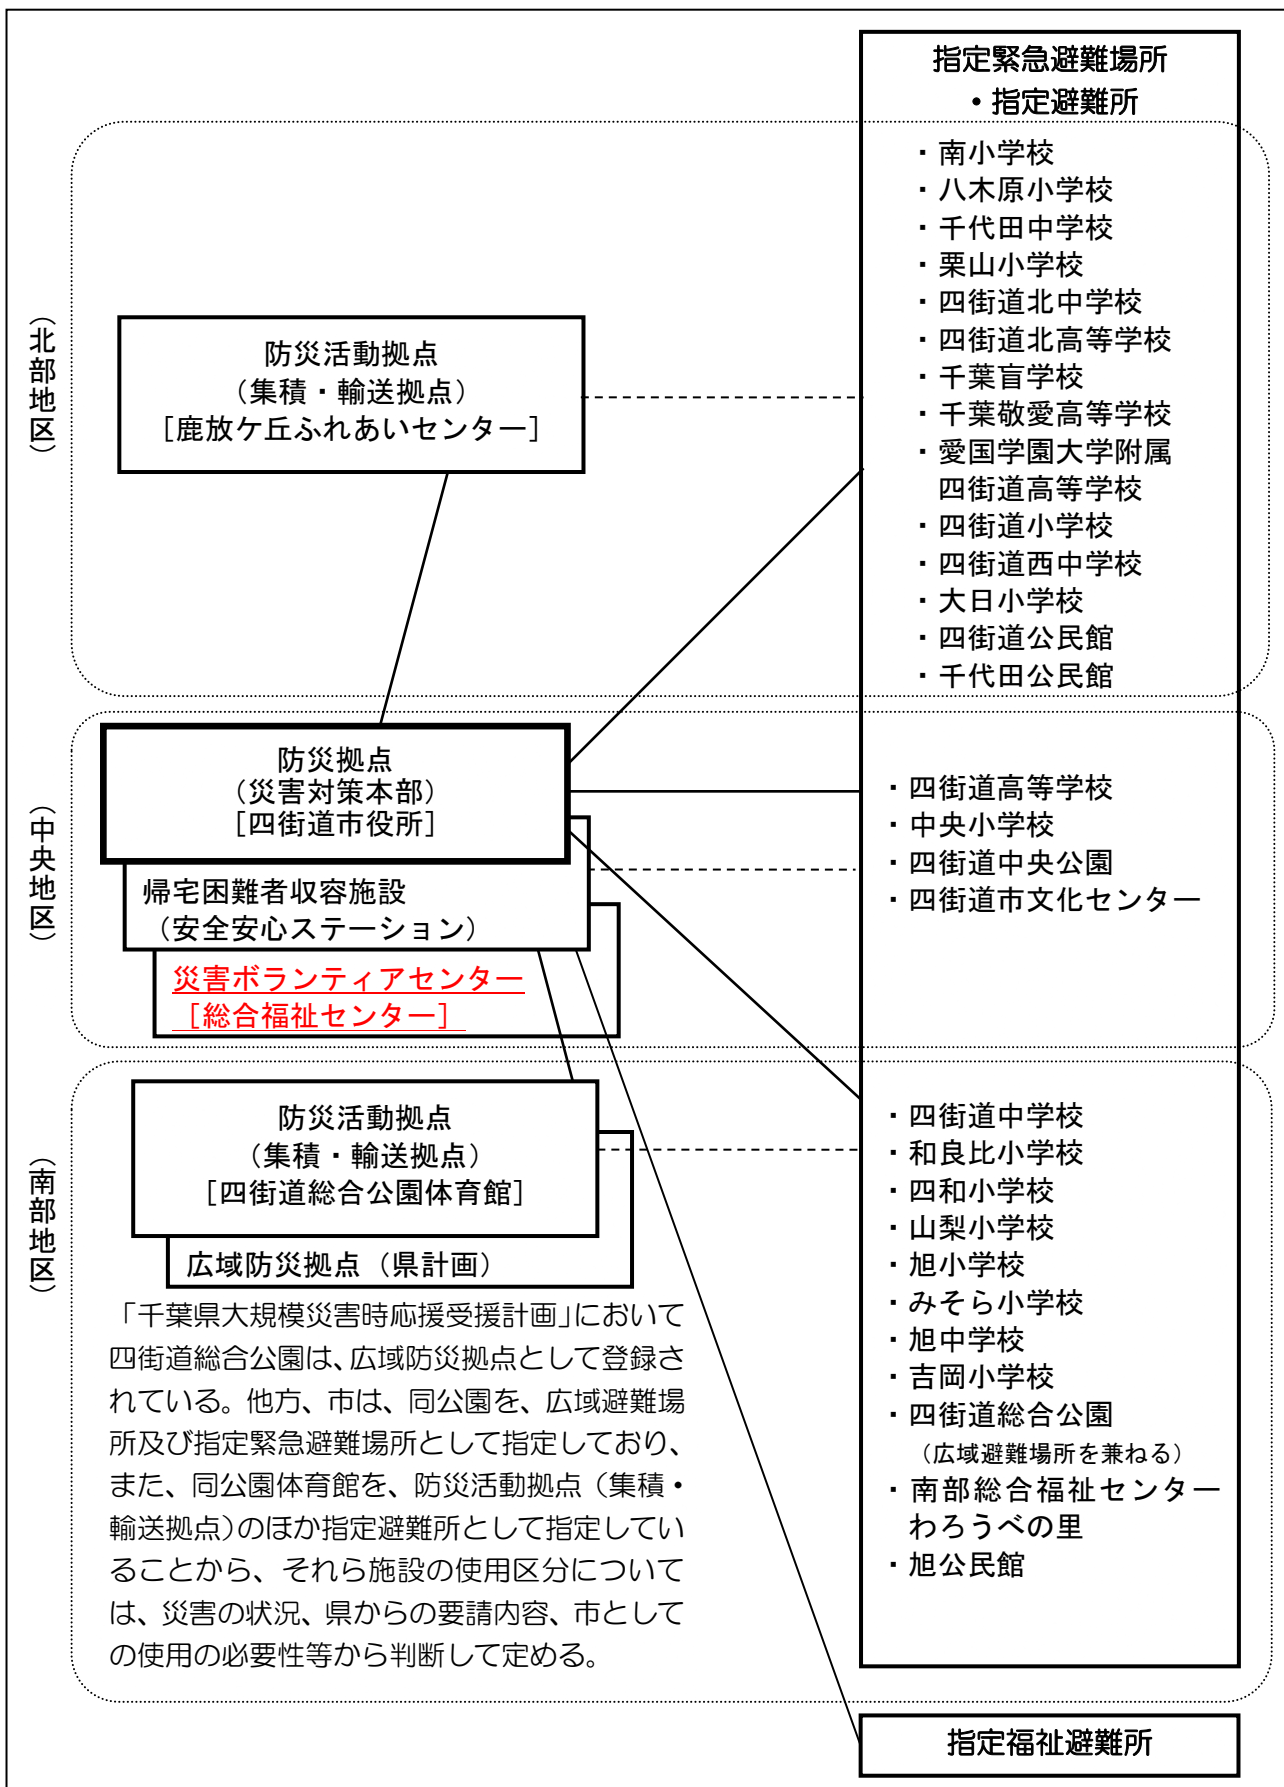 指定緊急避難場所
・指定避難所
（北部地区）
防災活動拠点
（集積・輸送拠点）
［鹿放ケ丘ふれあいセンター］
・南小学校
・八木原小学校
・千代田中学校
・栗山小学校
・四街道北中学校
・四街道北高等学校
・千葉盲学校
・千葉敬愛高等学校
・愛国学園大学附属
四街道高等学校
・四街道小学校
・四街道西中学校
・大日小学校
・四街道公民館
・千代田公民館
（中央地区）
防災拠点
（災害対策本部）
［四街道市役所］
帰宅困難者収容施設
（安全安心ステーション）
災害ボランティアセンター
［総合福祉センター］
・四街道高等学校
・中央小学校
・四街道中央公園
・四街道市文化センター
（南部地区）
防災活動拠点
（集積・輸送拠点）
［四街道総合公園体育館］
広域防災拠点（県計画）
「千葉県大規模災害時応援受援計画」において
四街道総合公園は、広域防災拠点として登録さ
れている。他方、市は、同公園を、広域避難場
所及び指定緊急避難場所として指定しており、
また、同公園体育館を、防災活動拠点（集積・
輸送拠点）のほか指定避難所として指定してい
ることから、それら施設の使用区分について
は、災害の状況、県からの要請内容、市として
の使用の必要性等から判断して定める。
・四街道中学校
・和良比小学校
・四和小学校
・山梨小学校
・旭小学校
・みそら小学校
・旭中学校
・吉岡小学校
・四街道総合公園
（広域避難場所を兼ねる）
・南部総合福祉センター
わろうべの里
・旭公民館
指定福祉避難所